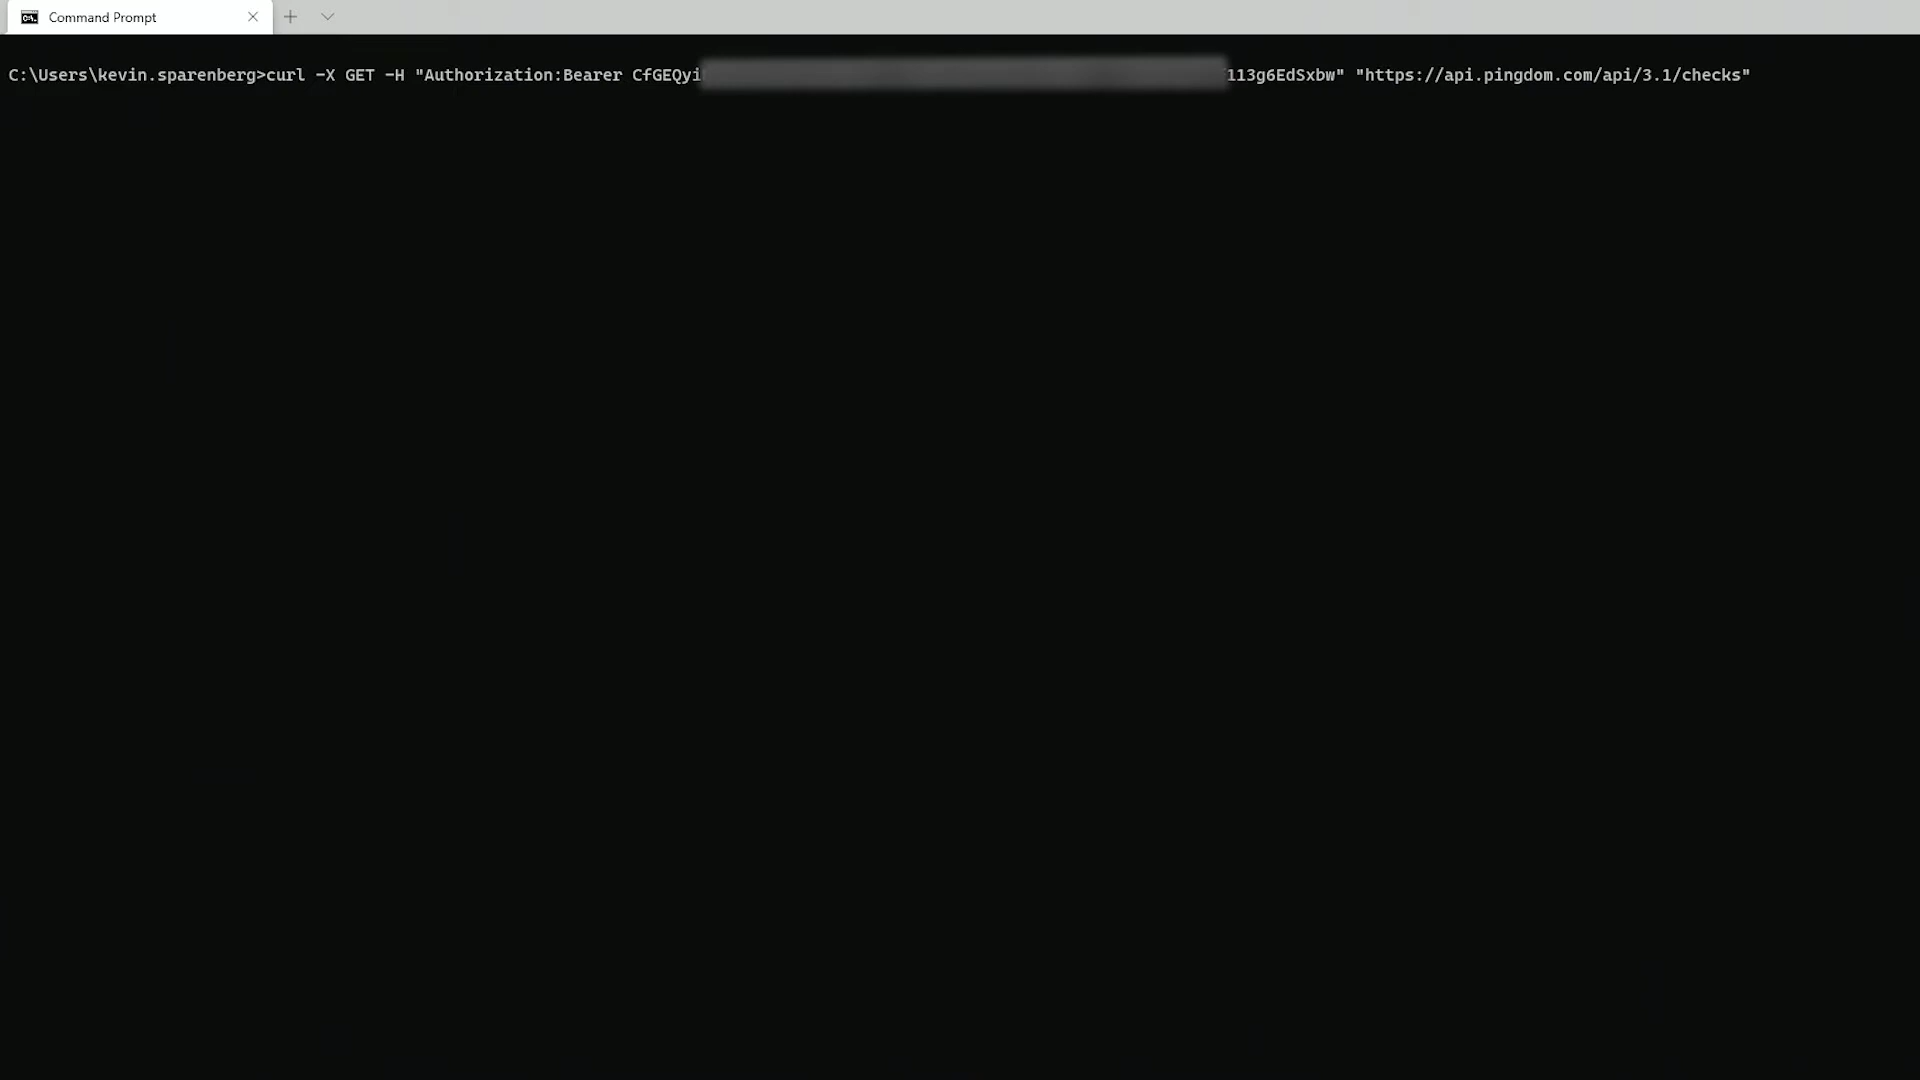 Command Prompt
C:\Users\kevin.sparenberg>curl -X GET -H "Authorization:Bearer CfGEQyi 113g6EdSxbw" "https://api.pingdom.com/api/3.1/checks"